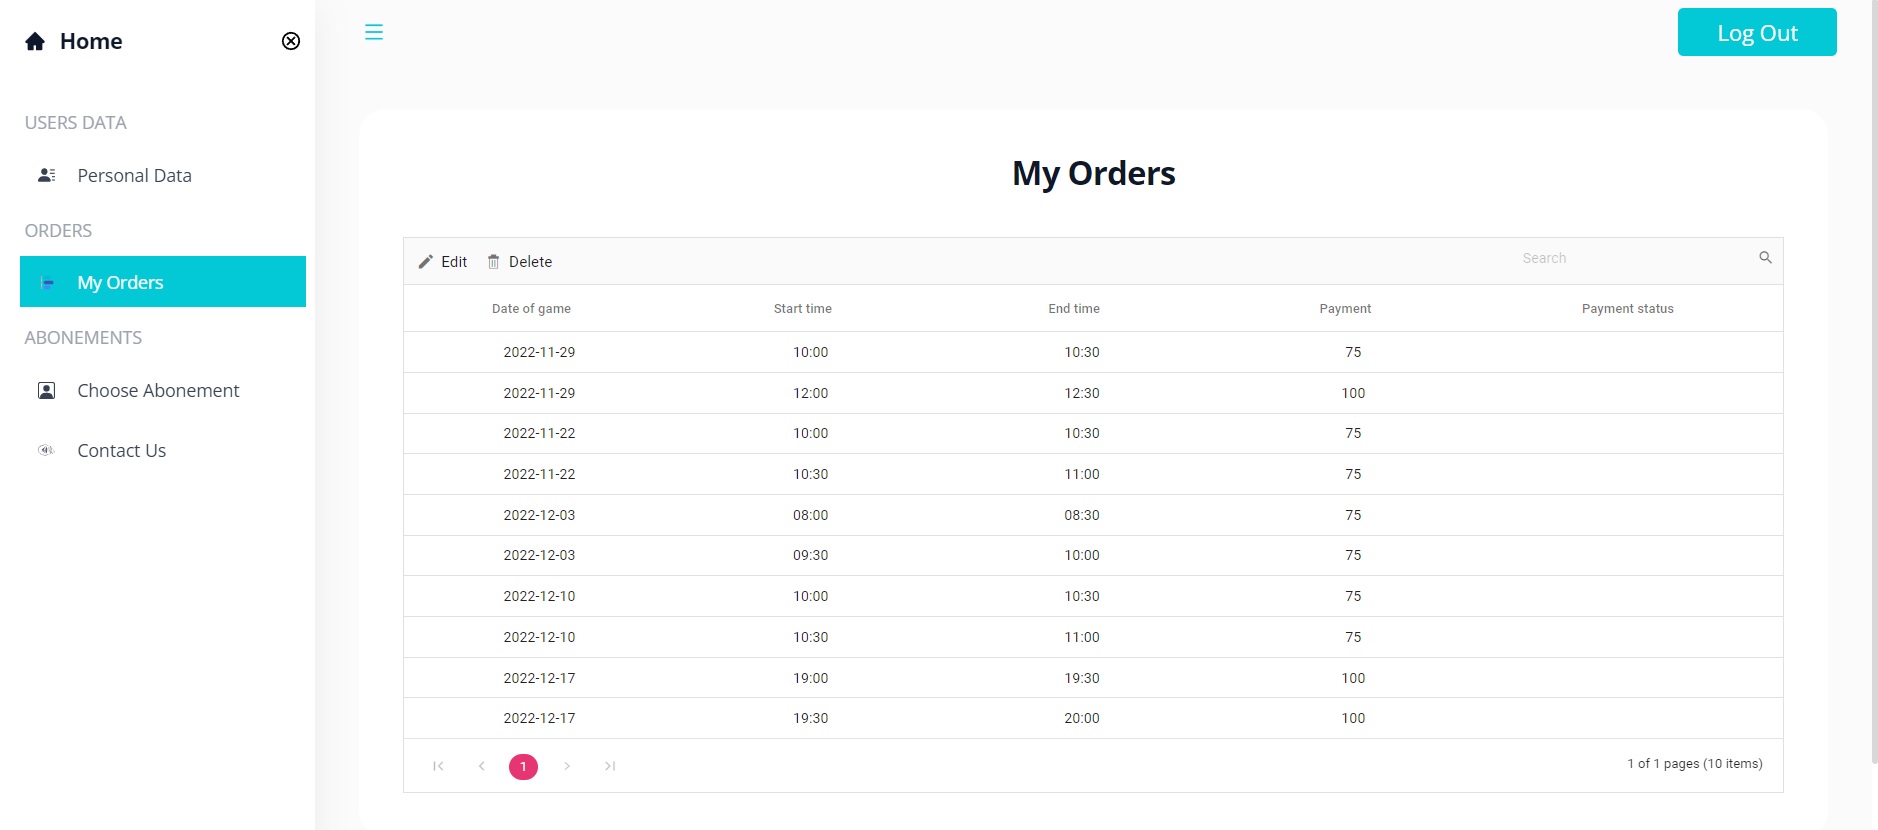 Home
USERS DATA
Personal Data
ORDERS
My Orders
ABONEMENTS
Choose Abonement
Contact Us
Log Out
My Orders
Edit Delete Search
Date of game Start time End time Payment Payment status
2022-11-29 10:00 10:30 75
2022-11-29 12:00 12:30 100
2022-11-22 10:00 10:30 75
2022-11-22 10:30 11:00 75
2022-12-03 08:00 08:30 75
2022-12-03 09:30 10:00 75
2022-12-10 10:00 10:30 75
2022-12-10 10:30 11:00 75
2022-12-17 19:00 19:30 100
2022-12-17 19:30 20:00 100
1 1 of 1 pages (10 items)